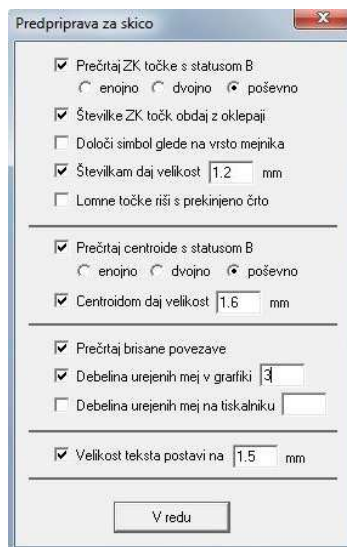 Predpriprava za skico
Prečrtaj ZK točke s statusom B
enojno dvojno poševno
Številke ZK točk obdaj z oklepaji
Določi simbol glede na vrsto mejnika
Številkam daj velikost 1.2 mm
Lomne točke riši s prekinjeno črto
Prečrtaj centroide s statusom B
enojno dvojno poševno
Centroidom daj velikost 1.6 mm
Prečrtaj brisane povezave
Debelina urejenih mej v grafiki 3
Debelina urejenih mej na tiskalniku
Velikost teksta postavi na 1.5 mm
V redu